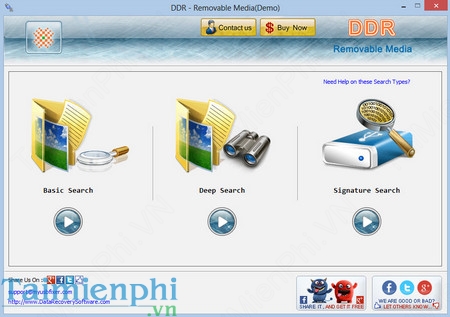 DDR - Removable Media(Demo)
Contact us
Buy Now
DDR
Removable Media
Need Help on these Search Types?
Basic Search
Deep Search
Signature Search
Share Us On :
http://www.DataRecoverySoftware.com
Taimienphi
.vn
SHARE IT... AND GET IT FREE
WE ARE GOOD OR BAD?
LET OTHERS KNOW...